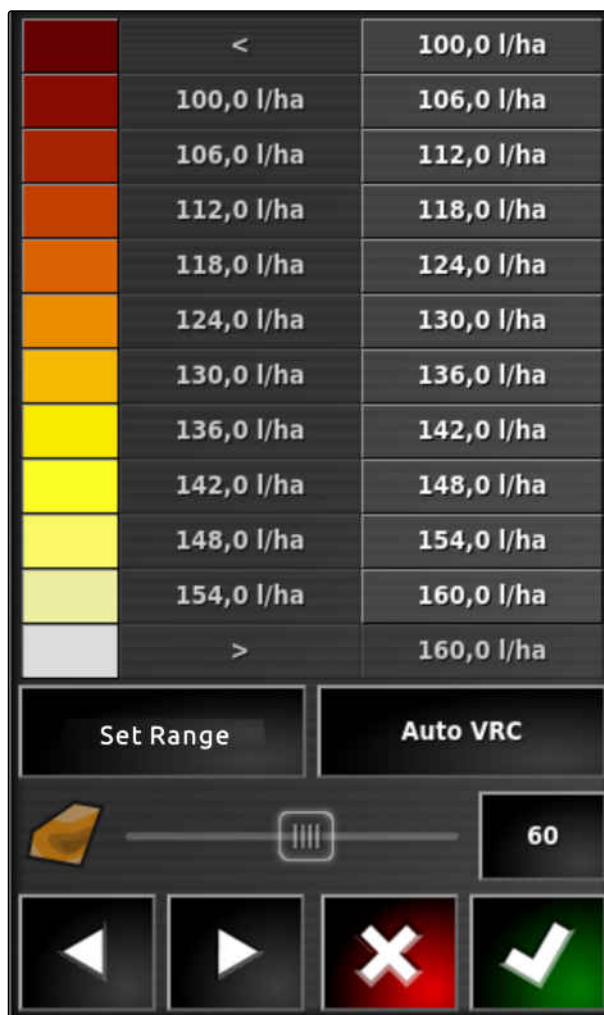 < 100,0 l/ha
100,0 l/ha 106,0 l/ha
106,0 l/ha 112,0 l/ha
112,0 l/ha 118,0 l/ha
118,0 l/ha 124,0 l/ha
124,0 l/ha 130,0 l/ha
130,0 l/ha 136,0 l/ha
136,0 l/ha 142,0 l/ha
142,0 l/ha 148,0 l/ha
148,0 l/ha 154,0 l/ha
154,0 l/ha 160,0 l/ha
> 160,0 l/ha
Set Range Auto VRC
60